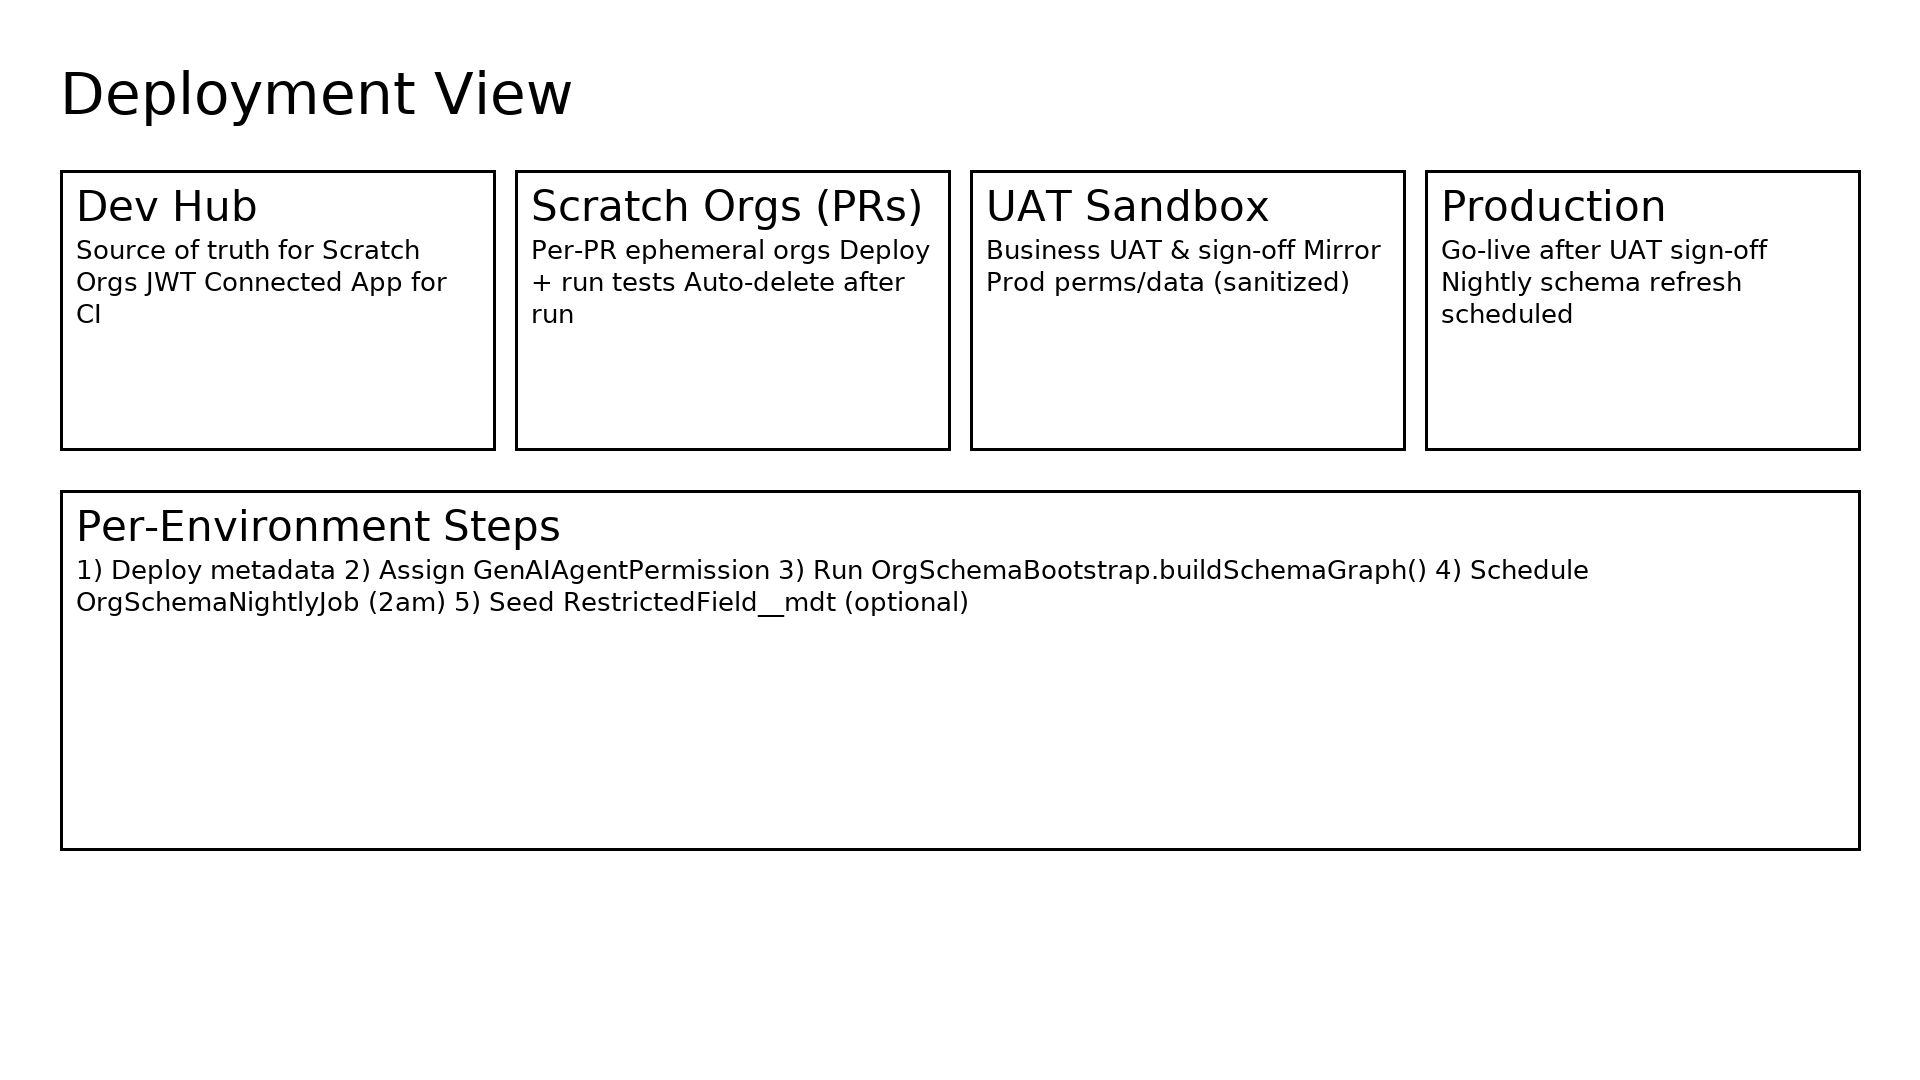 Deployment View
Dev Hub
Source of truth for Scratch
Orgs JWT Connected App for
CI
Scratch Orgs (PRs)
Per-PR ephemeral orgs Deploy
+ run tests Auto-delete after
run
UAT Sandbox
Business UAT & sign-off Mirror
Prod perms/data (sanitized)
Production
Go-live after UAT sign-off
Nightly schema refresh
scheduled
Per-Environment Steps
1) Deploy metadata 2) Assign GenAIAgentPermission 3) Run OrgSchemaBootstrap.buildSchemaGraph() 4) Schedule
OrgSchemaNightlyJob (2am) 5) Seed RestrictedField__mdt (optional)